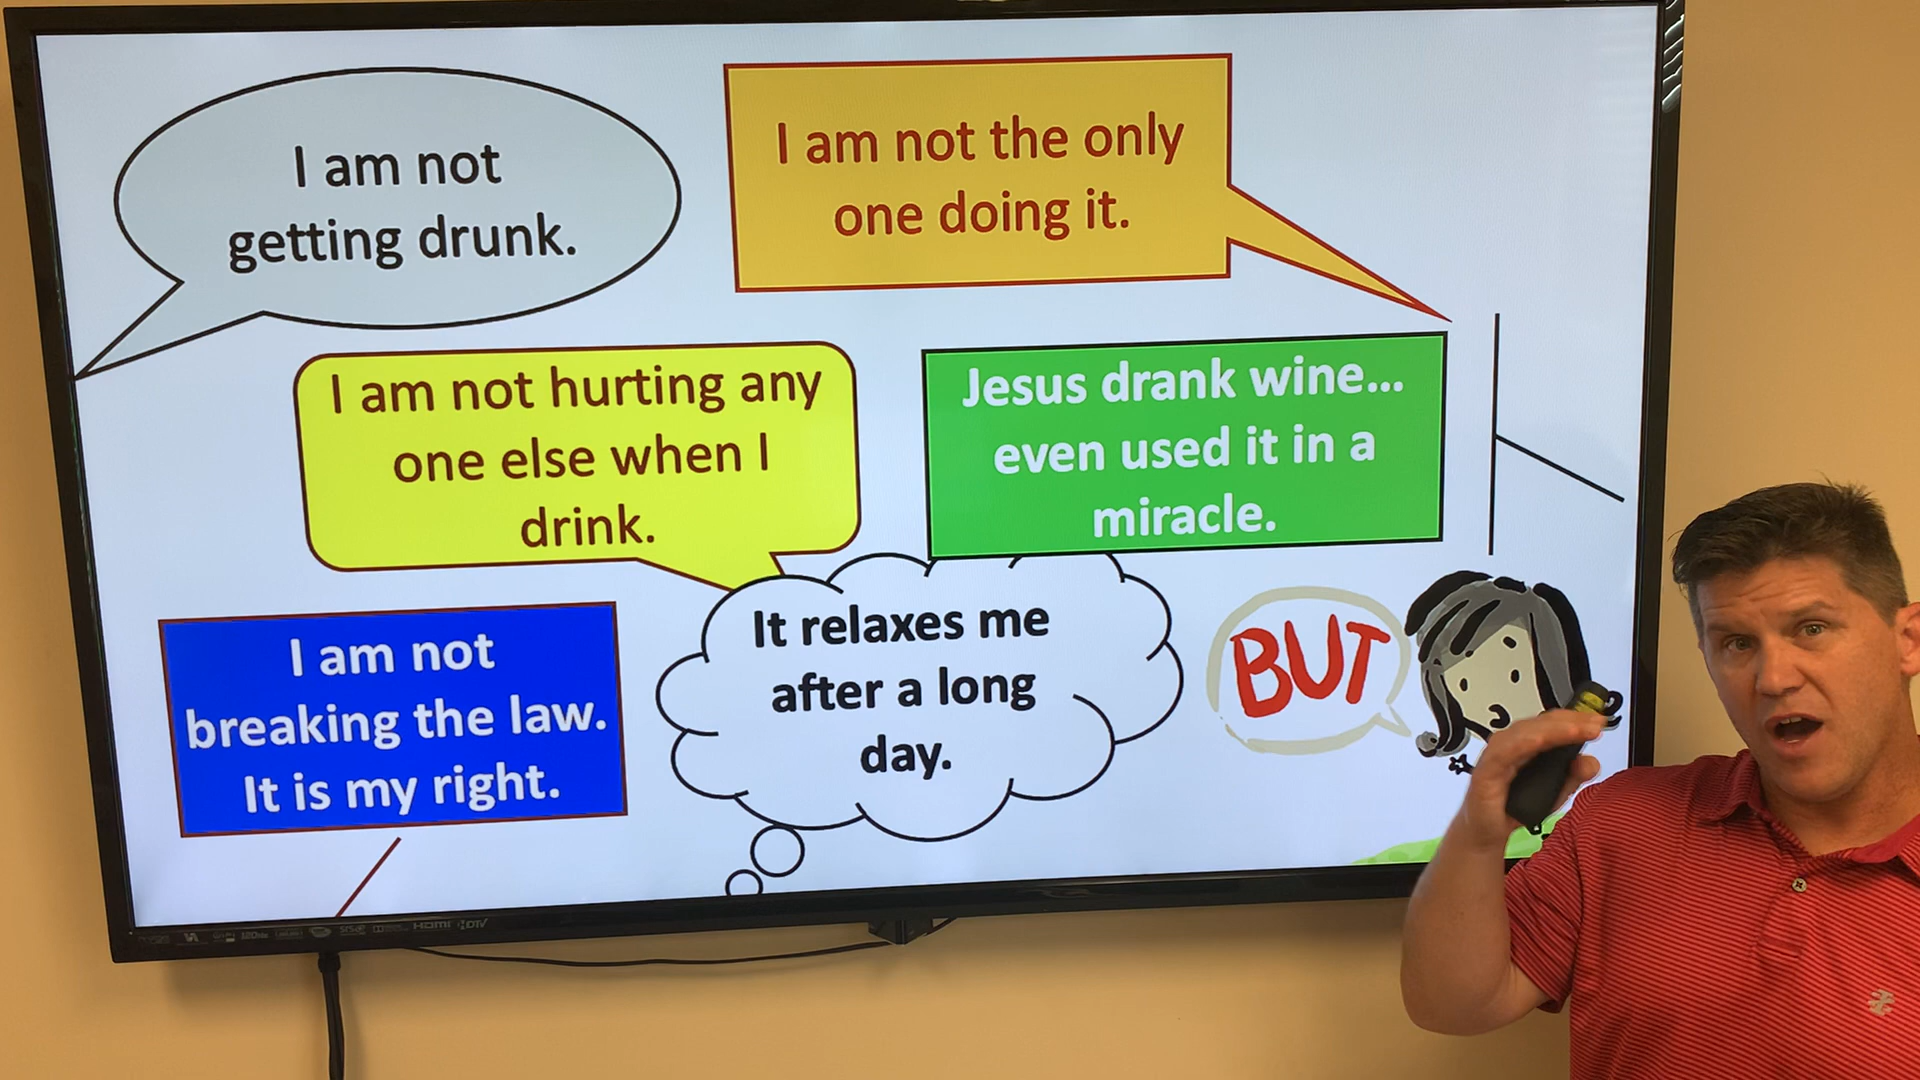 I am not
getting drunk.
I am not the only
one doing it.
I am not hurting any
one else when I
drink.
Jesus drank wine...
even used it in a
miracle.
I am not
breaking the law.
It is my right.
It relaxes me
after a long
day.
BUT
HDMI HDTV